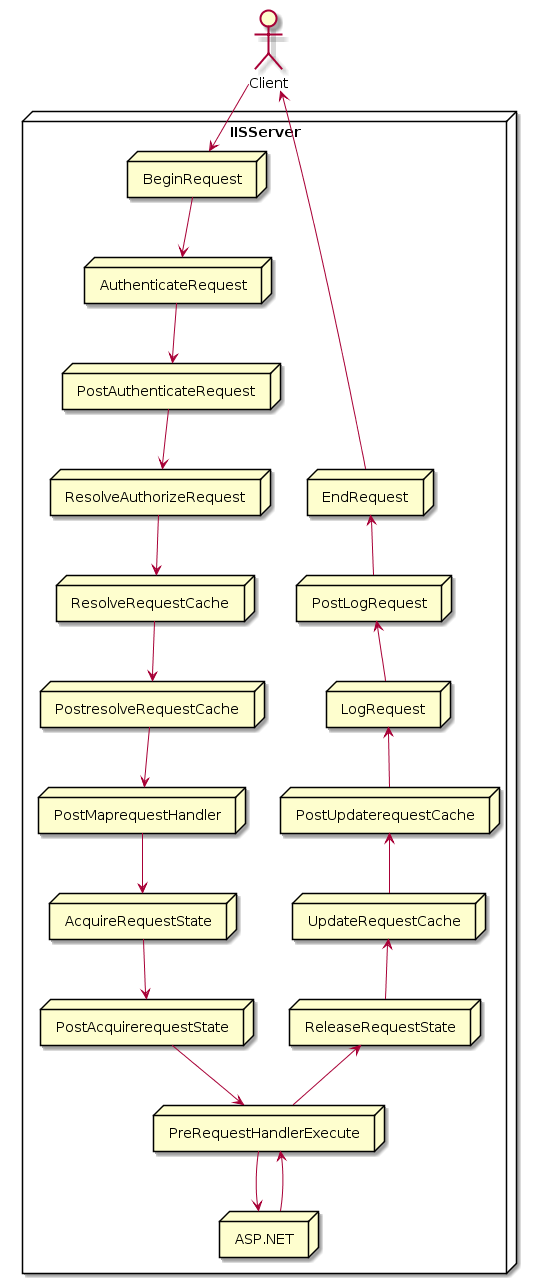 Client
IISServer
BeginRequest
AuthenticateRequest
PostAuthenticateRequest
ResolveAuthorizeRequest
EndRequest
ResolveRequestCache
PostLogRequest
PostresolveRequestCache
LogRequest
PostMaprequestHandler
PostUpdaterequestCache
AcquireRequestState
UpdateRequestCache
PostAcquirerequestState
ReleaseRequestState
PreRequestHandlerExecute
ASP.NET